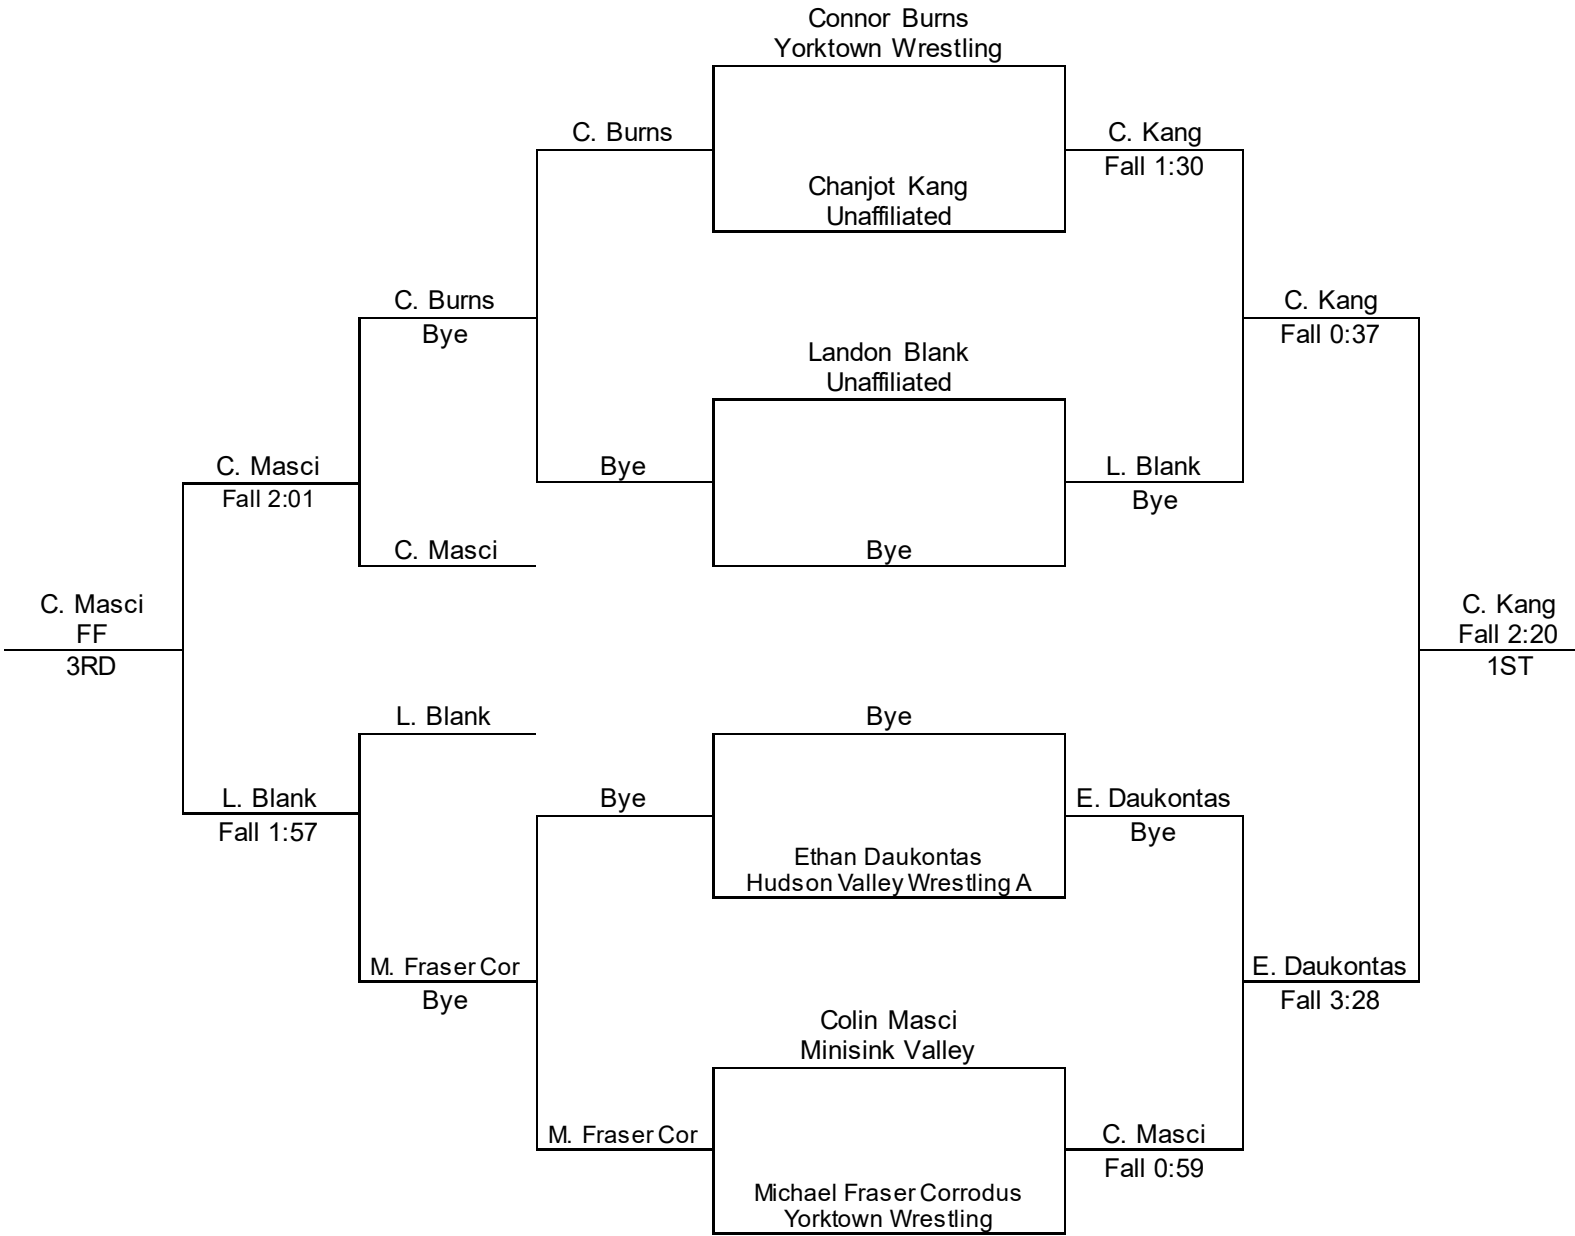 Connor Burns
Yorktown Wrestling
C. Burns
C. Kang
Fall 1:30
Chanjot Kang
Unaffiliated
C. Burns
Bye
C. Kang
Fall 0:37
Landon Blank
Unaffiliated
C. Masci
Fall 2:01
Bye
L. Blank
Bye
C. Masci
Bye
C. Masci
FF
3RD
C. Kang
Fall 2:20
1ST
L. Blank
Bye
L. Blank
Fall 1:57
Bye
E. Daukontas
Bye
Ethan Daukontas
Hudson Valley Wrestling A
M. Fraser Cor
Bye
E. Daukontas
Fall 3:28
Colin Masci
Minisink Valley
M. Fraser Cor
C. Masci
Fall 0:59
Michael Fraser Corrodus
Yorktown Wrestling